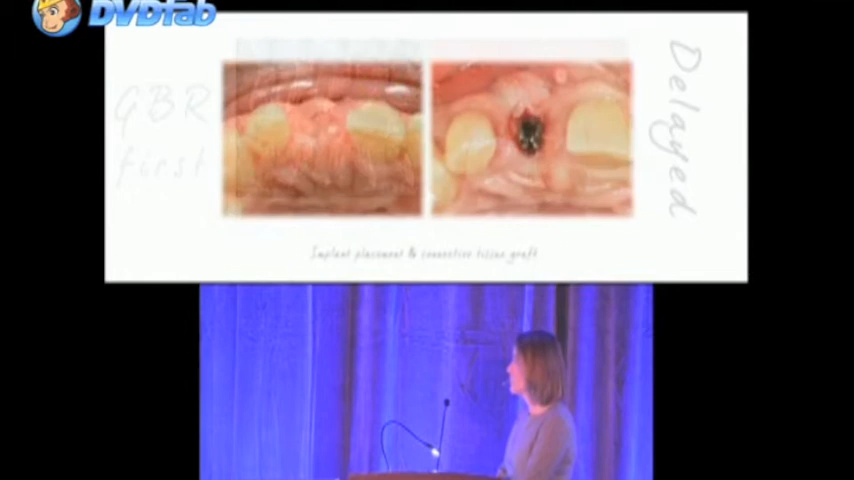 DVDFab
GBR
first
Delayed
Implant placement & connective tissue graft